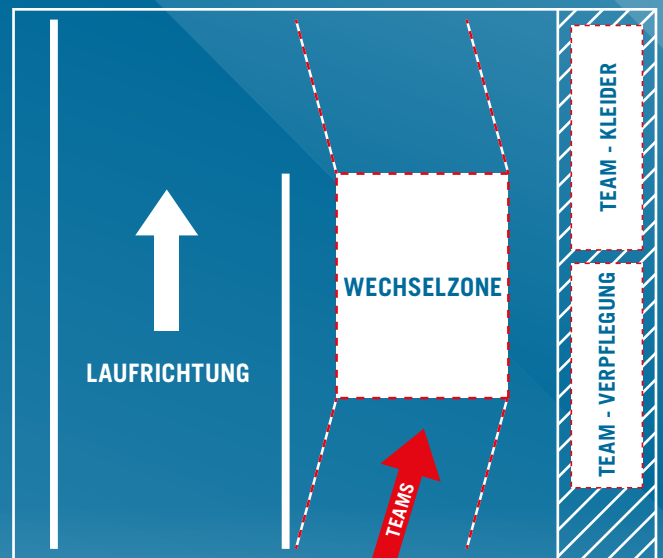 LAUFRICHTUNG
WECHSELZONE
TEAMS
TEAM - KLEIDER
TEAM - VERPFLEGUNG